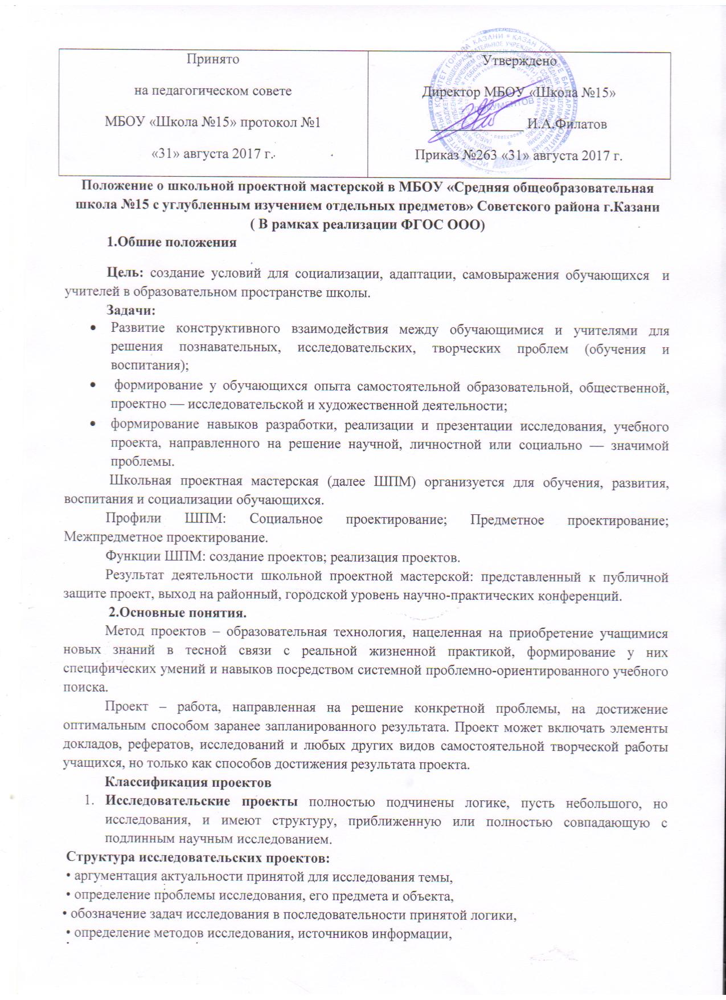 Принято
на педагогическом совете
МБОУ «Школа №15» протокол №1
«31» августа 2017 г.
Утверждено
Директор МБОУ «Школа №15»
И.А.Филатов
Приказ №263 «31» августа 2017 г.
Положение о школьной проектной мастерской в МБОУ «Средняя общеобразовательная
школа №15 с углубленным изучением отдельных предметов» Советского района г.Казани
( В рамках реализации ФГОС ООО)
1.Обшие положения
Цель: создание условий для социализации, адаптации, самовыражения обучающихся и
учителей в образовательном пространстве школы.
Задачи:
• Развитие конструктивного взаимодействия между обучающимися и учителями для
решения познавательных, исследовательских, творческих проблем (обучения и
воспитания);
• формирование у обучающихся опыта самостоятельной образовательной, общественной,
проектно — исследовательской и художественной деятельности;
• формирование навыков разработки, реализации и презентации исследования, учебного
проекта, направленного на решение научной, личностной или социально — значимой
проблемы.
Школьная проектная мастерская (далее ШПМ) организуется для обучения, развития,
воспитания и социализации обучающихся.
Профили ШПМ: Социальное проектирование; Предметное проектирование;
Межпредметное проектирование.
Функции ШПМ: создание проектов; реализация проектов.
Результат деятельности школьной проектной мастерской: представленный к публичной
защите проект, выход на районный, городской уровень научно-практических конференций.
2.Основные понятия.
Метод проектов – образовательная технология, нацеленная на приобретение учащимися
новых знаний в тесной связи с реальной жизненной практикой, формирование у них
специфических умений и навыков посредством системной проблемно-ориентированного учебного
поиска.
Проект – работа, направленная на решение конкретной проблемы, на достижение
оптимальным способом заранее запланированного результата. Проект может включать элементы
докладов, рефератов, исследований и любых других видов самостоятельной творческой работы
учащихся, но только как способов достижения результата проекта.
Классификация проектов
1. Исследовательские проекты полностью подчинены логике, пусть небольшого, но
исследования, и имеют структуру, приближенную или полностью совпадающую с
подлинным научным исследованием.
Структура исследовательских проектов:
• аргументация актуальности принятой для исследования темы,
• определение проблемы исследования, его предмета и объекта,
• обозначение задач исследования в последовательности принятой логики,
• определение методов исследования, источников информации,